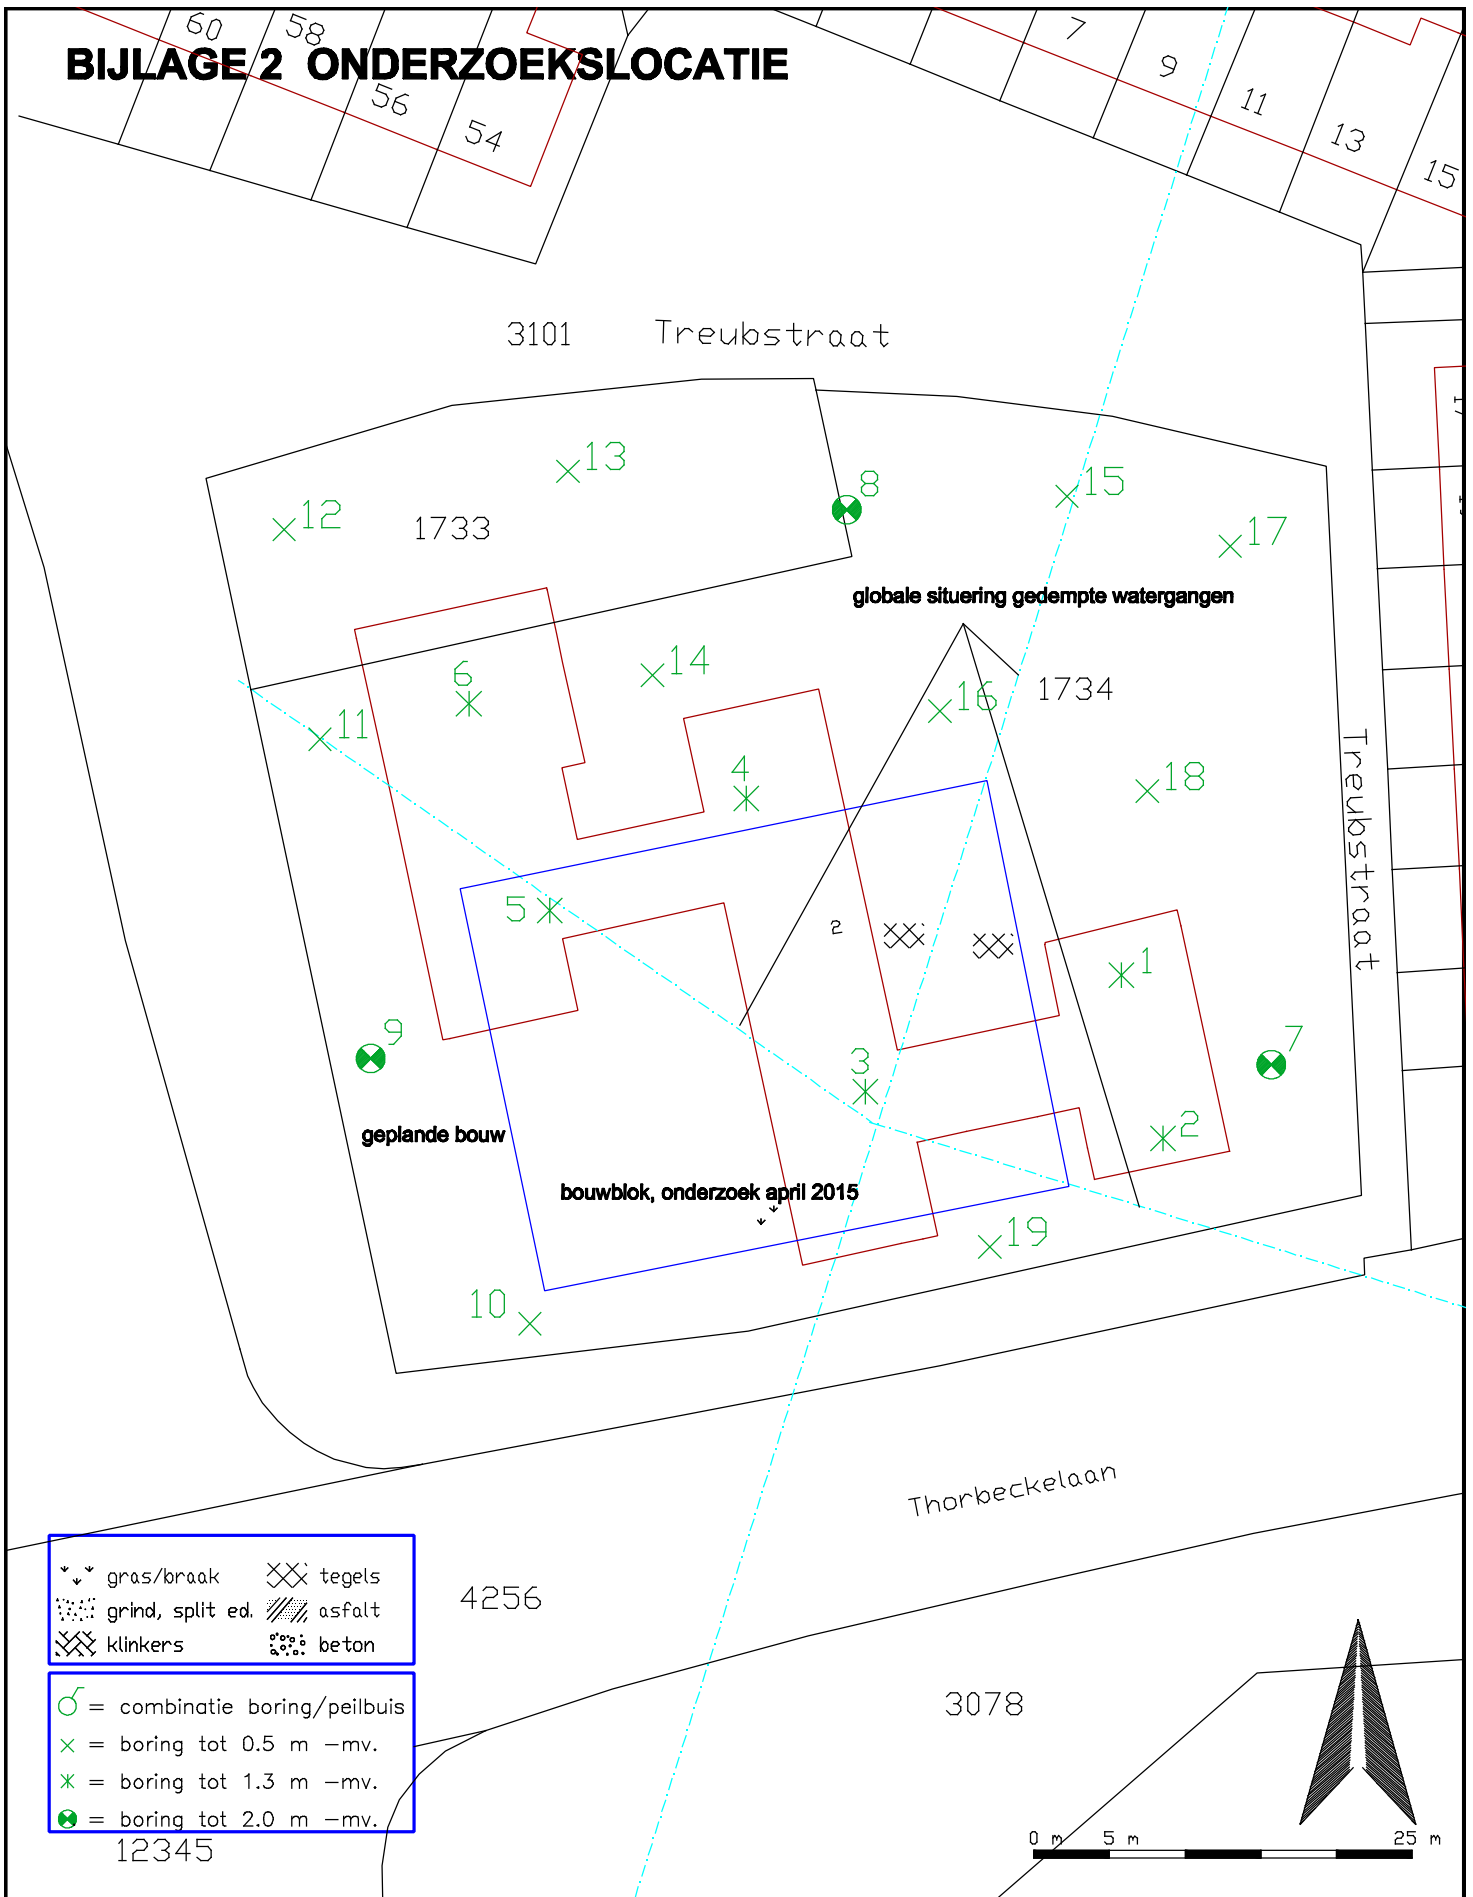 BIJLAGE 2 ONDERZOEKSLOCATIE
60
58
56
54
7
9
11
13
15
3101
Treubstraat
13
12
1733
8
15
17
globale situering gedempte watergangen
6
14
11
16
1734
18
4
Treubstraat
5
2
1
9
3
7
geplande bouw
2
bouwblok, onderzoek april 2015
19
10
Thorbeckelaan
gras/braak
tegels
grind, split ed.
asfalt
klinkers
beton
4256
3078
= combinatie boring/peilbuis
= boring tot 0.5 m -mv.
= boring tot 1.3 m -mv.
= boring tot 2.0 m -mv.
12345
0 m 5 m 25 m